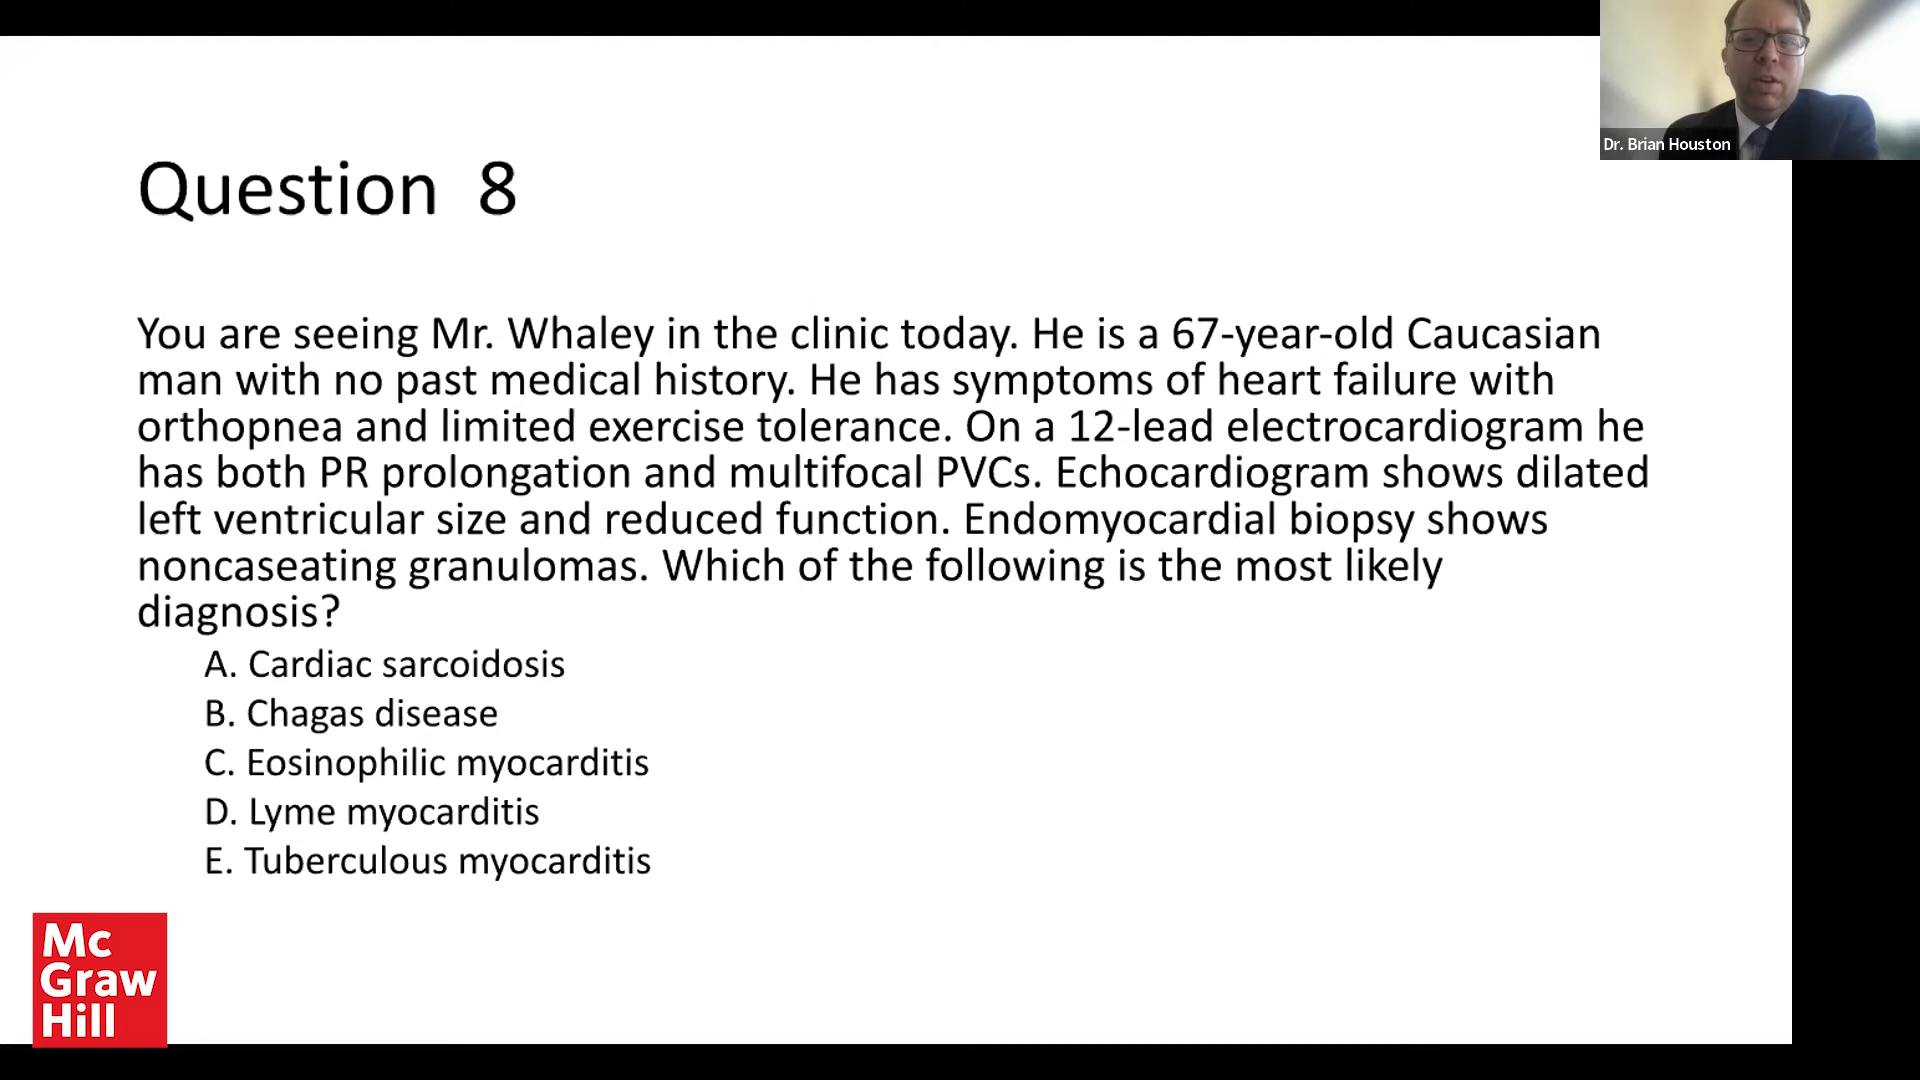 Dr. Brian Houston
Question 8
You are seeing Mr. Whaley in the clinic today. He is a 67-year-old Caucasian
man with no past medical history. He has symptoms of heart failure with
orthopnea and limited exercise tolerance. On a 12-lead electrocardiogram he
has both PR prolongation and multifocal PVCs. Echocardiogram shows dilated
left ventricular size and reduced function. Endomyocardial biopsy shows
noncaseating granulomas. Which of the following is the most likely
diagnosis?
A. Cardiac sarcoidosis
B. Chagas disease
C. Eosinophilic myocarditis
D. Lyme myocarditis
E. Tuberculous myocarditis
Mc
Graw
Hill